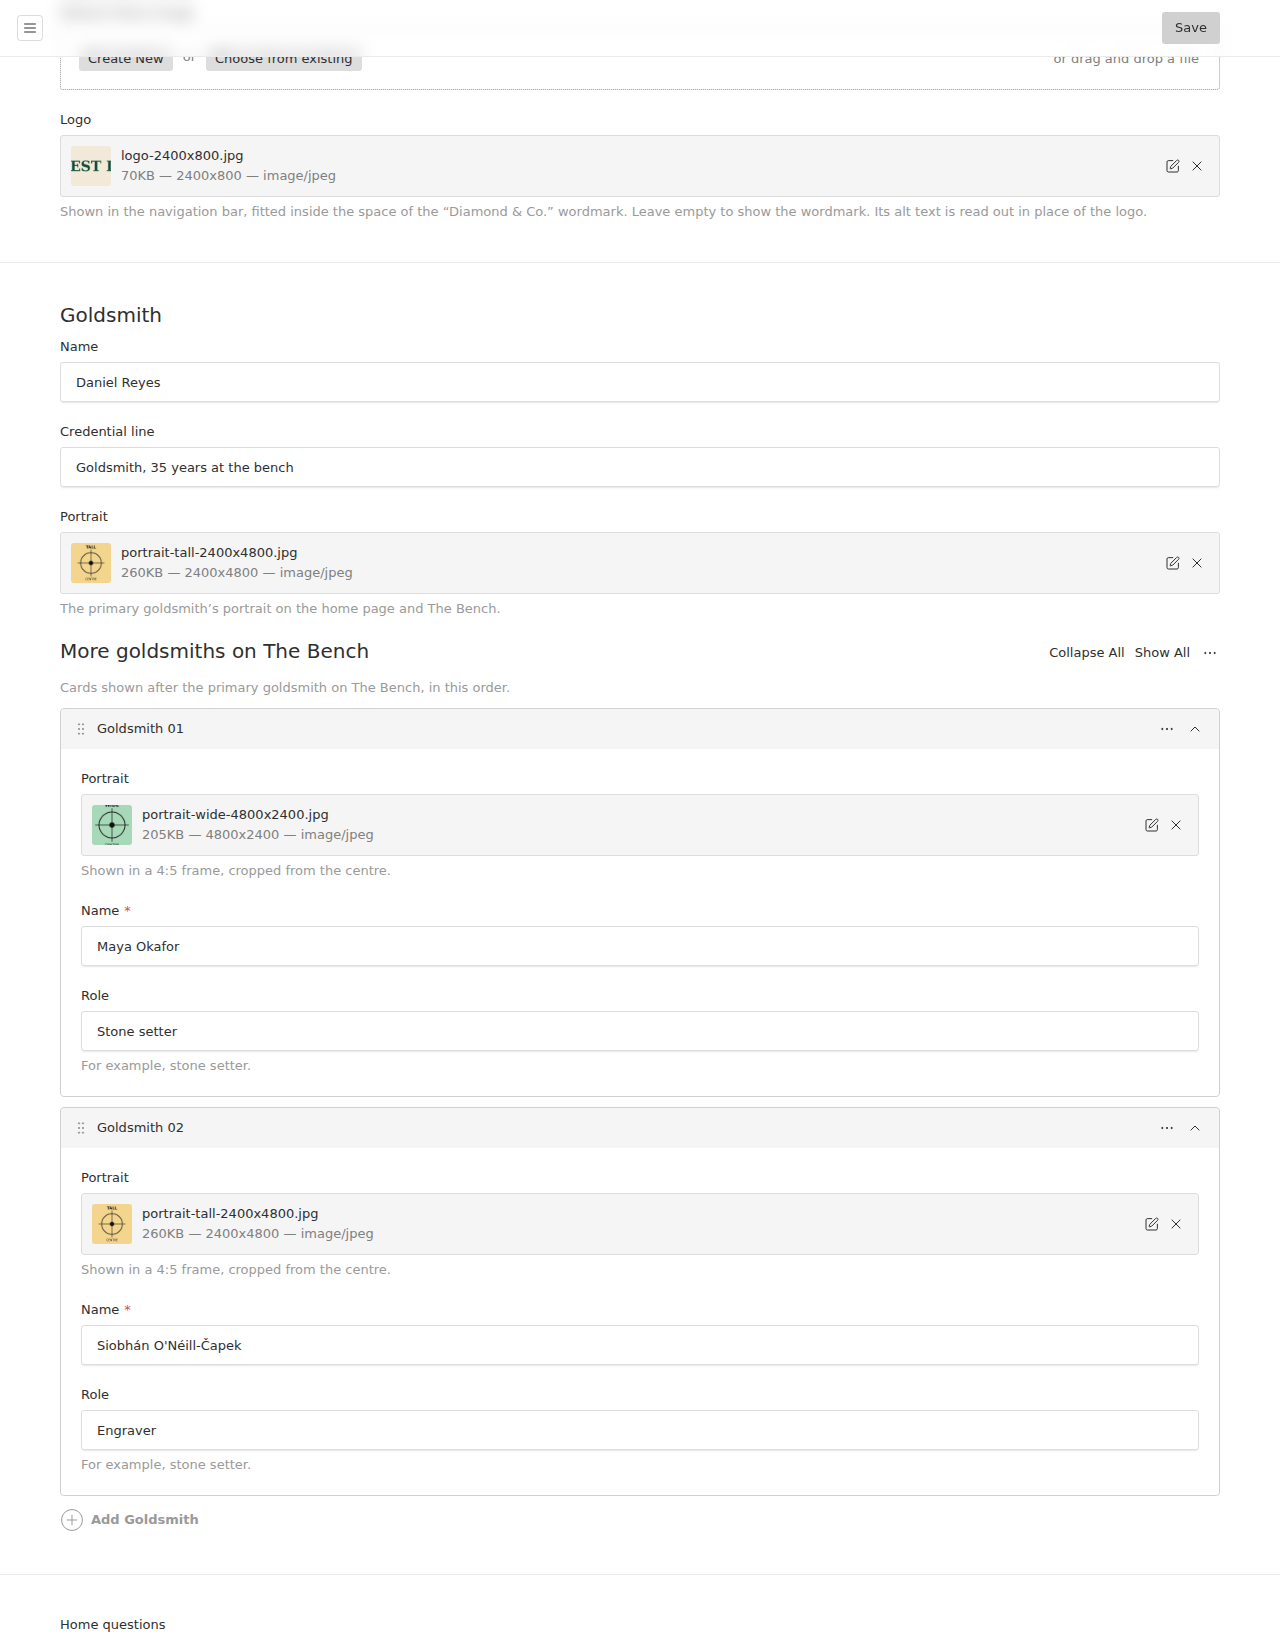 Save
Create New or Choose from existing or drag and drop a file
Logo
EST
logo-2400x800.jpg
70KB — 2400x800 — image/jpeg
Shown in the navigation bar, fitted inside the space of the “Diamond & Co.” wordmark. Leave empty to show the wordmark. Its alt text is read out in place of the logo.
Goldsmith
Name
Daniel Reyes
Credential line
Goldsmith, 35 years at the bench
Portrait
TALL
portrait-tall-2400x4800.jpg
260KB — 2400x4800 — image/jpeg
The primary goldsmith’s portrait on the home page and The Bench.
More goldsmiths on The Bench
Collapse All Show All
Cards shown after the primary goldsmith on The Bench, in this order.
Goldsmith 01
Portrait
portrait-wide-4800x2400.jpg
205KB — 4800x2400 — image/jpeg
Shown in a 4:5 frame, cropped from the centre.
Name *
Maya Okafor
Role
Stone setter
For example, stone setter.
Goldsmith 02
Portrait
TALL
portrait-tall-2400x4800.jpg
260KB — 2400x4800 — image/jpeg
Shown in a 4:5 frame, cropped from the centre.
Name *
Siobhán O'Néill-Čapek
Role
Engraver
For example, stone setter.
Add Goldsmith
Home questions